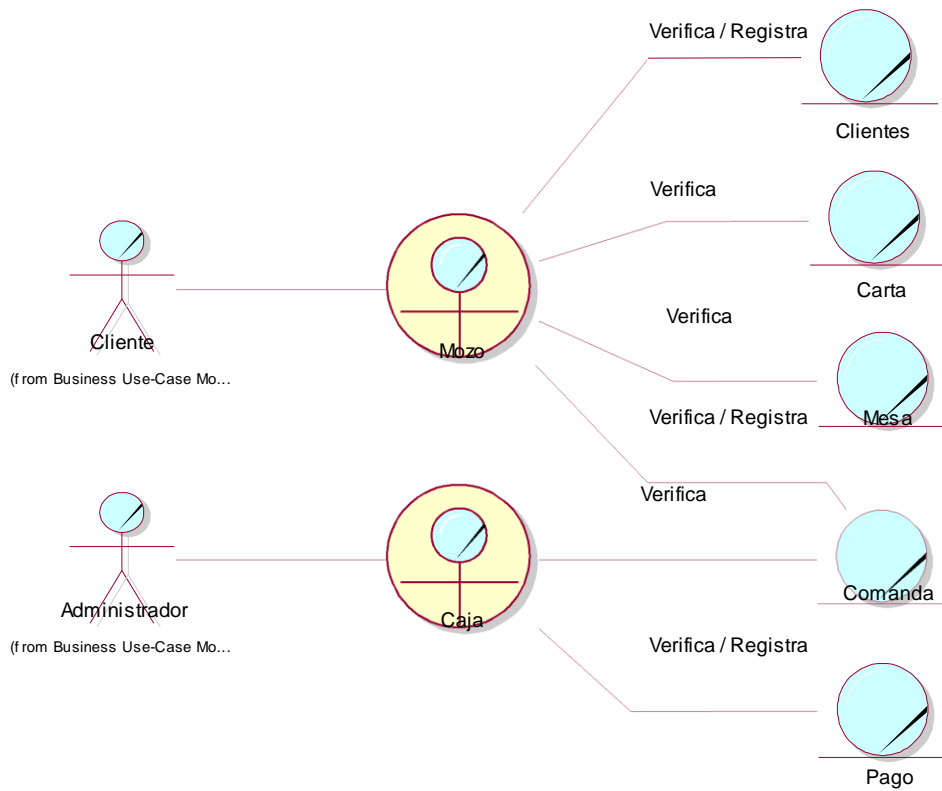 Verifica / Registra
Clientes
Verifica
Carta
Cliente
(from Business Use-Case Mo...
Mozo
Verifica
Mesa
Verifica / Registra
Verifica
Administrador
(from Business Use-Case Mo...
Caja
Comanda
Verifica / Registra
Pago